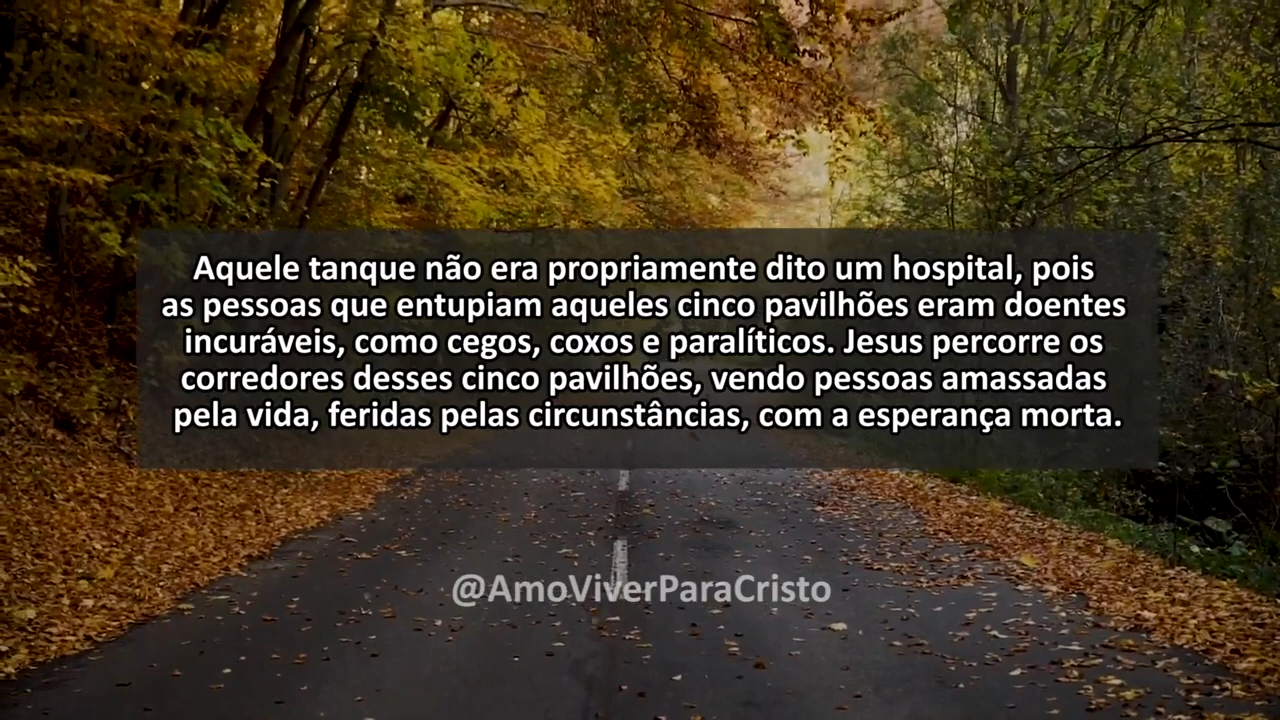 Aquele tanque não era propriamente dito um hospital, pois
as pessoas que entupiam aqueles cinco pavilhões eram doentes
incuráveis, como cegos, coxos e paralíticos. Jesus percorre os
corredores desses cinco pavilhões, vendo pessoas amassadas
pela vida, feridas pelas circunstâncias, com a esperança morta.
@AmoViverParaCristo